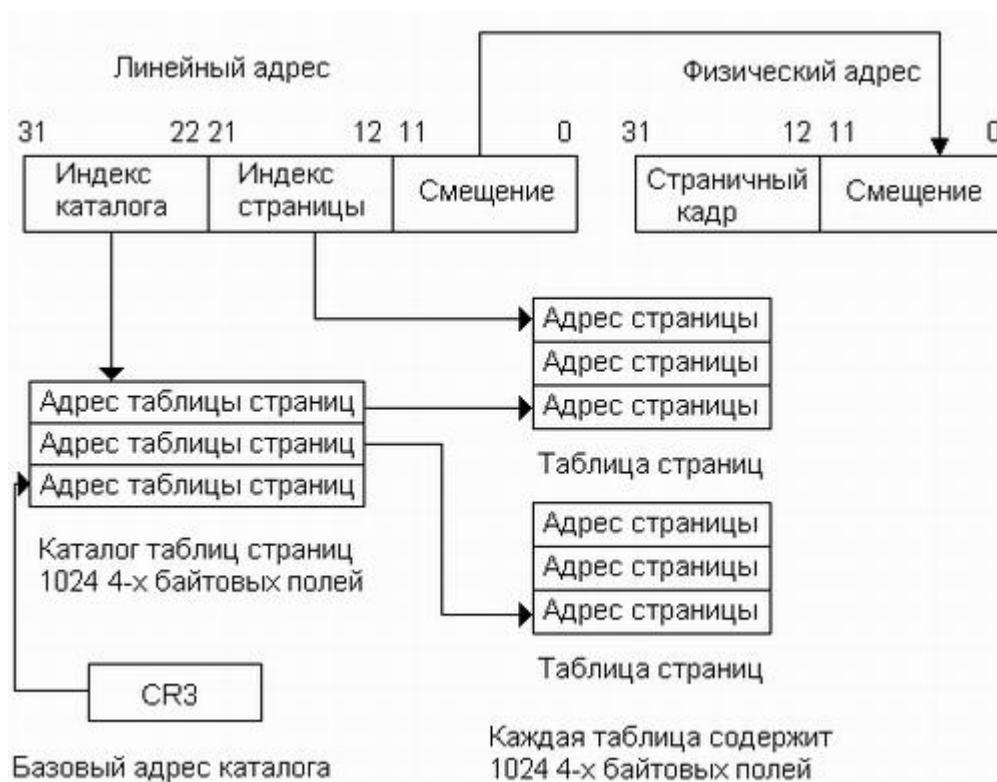 Линейный адрес
Физический адрес
31 22 21 12 11 0
31 12 11 0
Индекс каталога
Индекс страницы
Смещение
Страничный кадр
Смещение
Адрес страницы
Адрес страницы
Адрес страницы
Таблица страниц
Адрес таблицы страниц
Адрес таблицы страниц
Адрес таблицы страниц
Каталог таблиц страниц
1024 4-х байтовых полей
Адрес страницы
Адрес страницы
Адрес страницы
Таблица страниц
CR3
Базовый адрес каталога
Каждая таблица содержит
1024 4-х байтовых полей